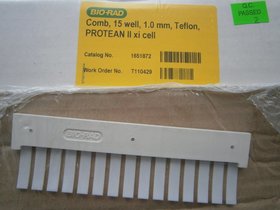 BIO-RAD
Comb, 15 well, 1.0 mm, Teflon,
PROTEAN II xi cell
Catalog No. 1651872
Work Order No. 7110429
Q.C.
PASSED
2
BIO-RAD